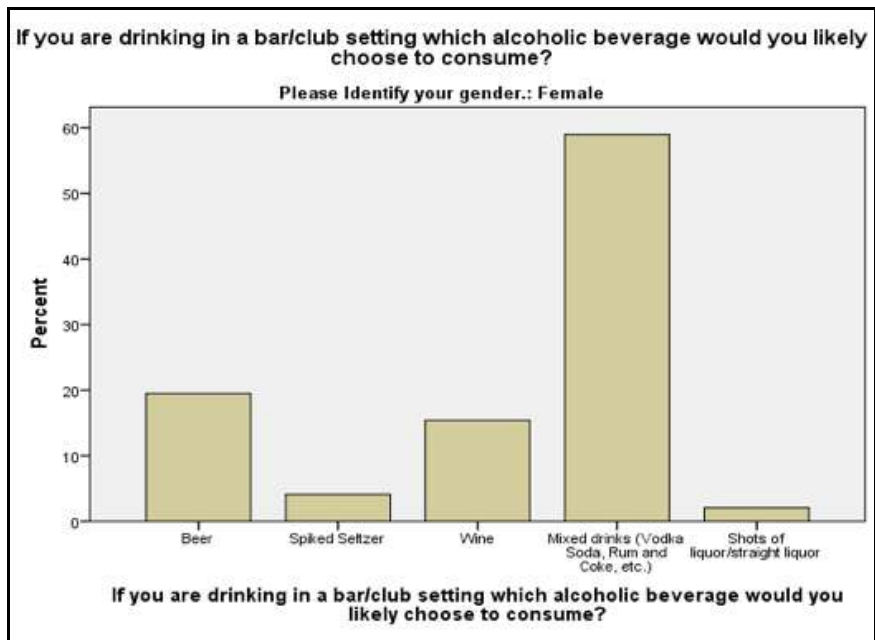 If you are drinking in a bar/club setting which alcoholic beverage would you likely
choose to consume?
Please Identify your gender.: Female
60
50
40
30
20
10
0
Percent
Beer
Spiked Seltzer
Wine
Mixed drinks (Vodka
Soda, Rum and
Coke, etc.)
Shots of
liquor/straight liquor
If you are drinking in a bar/club setting which alcoholic beverage would you
likely choose to consume?